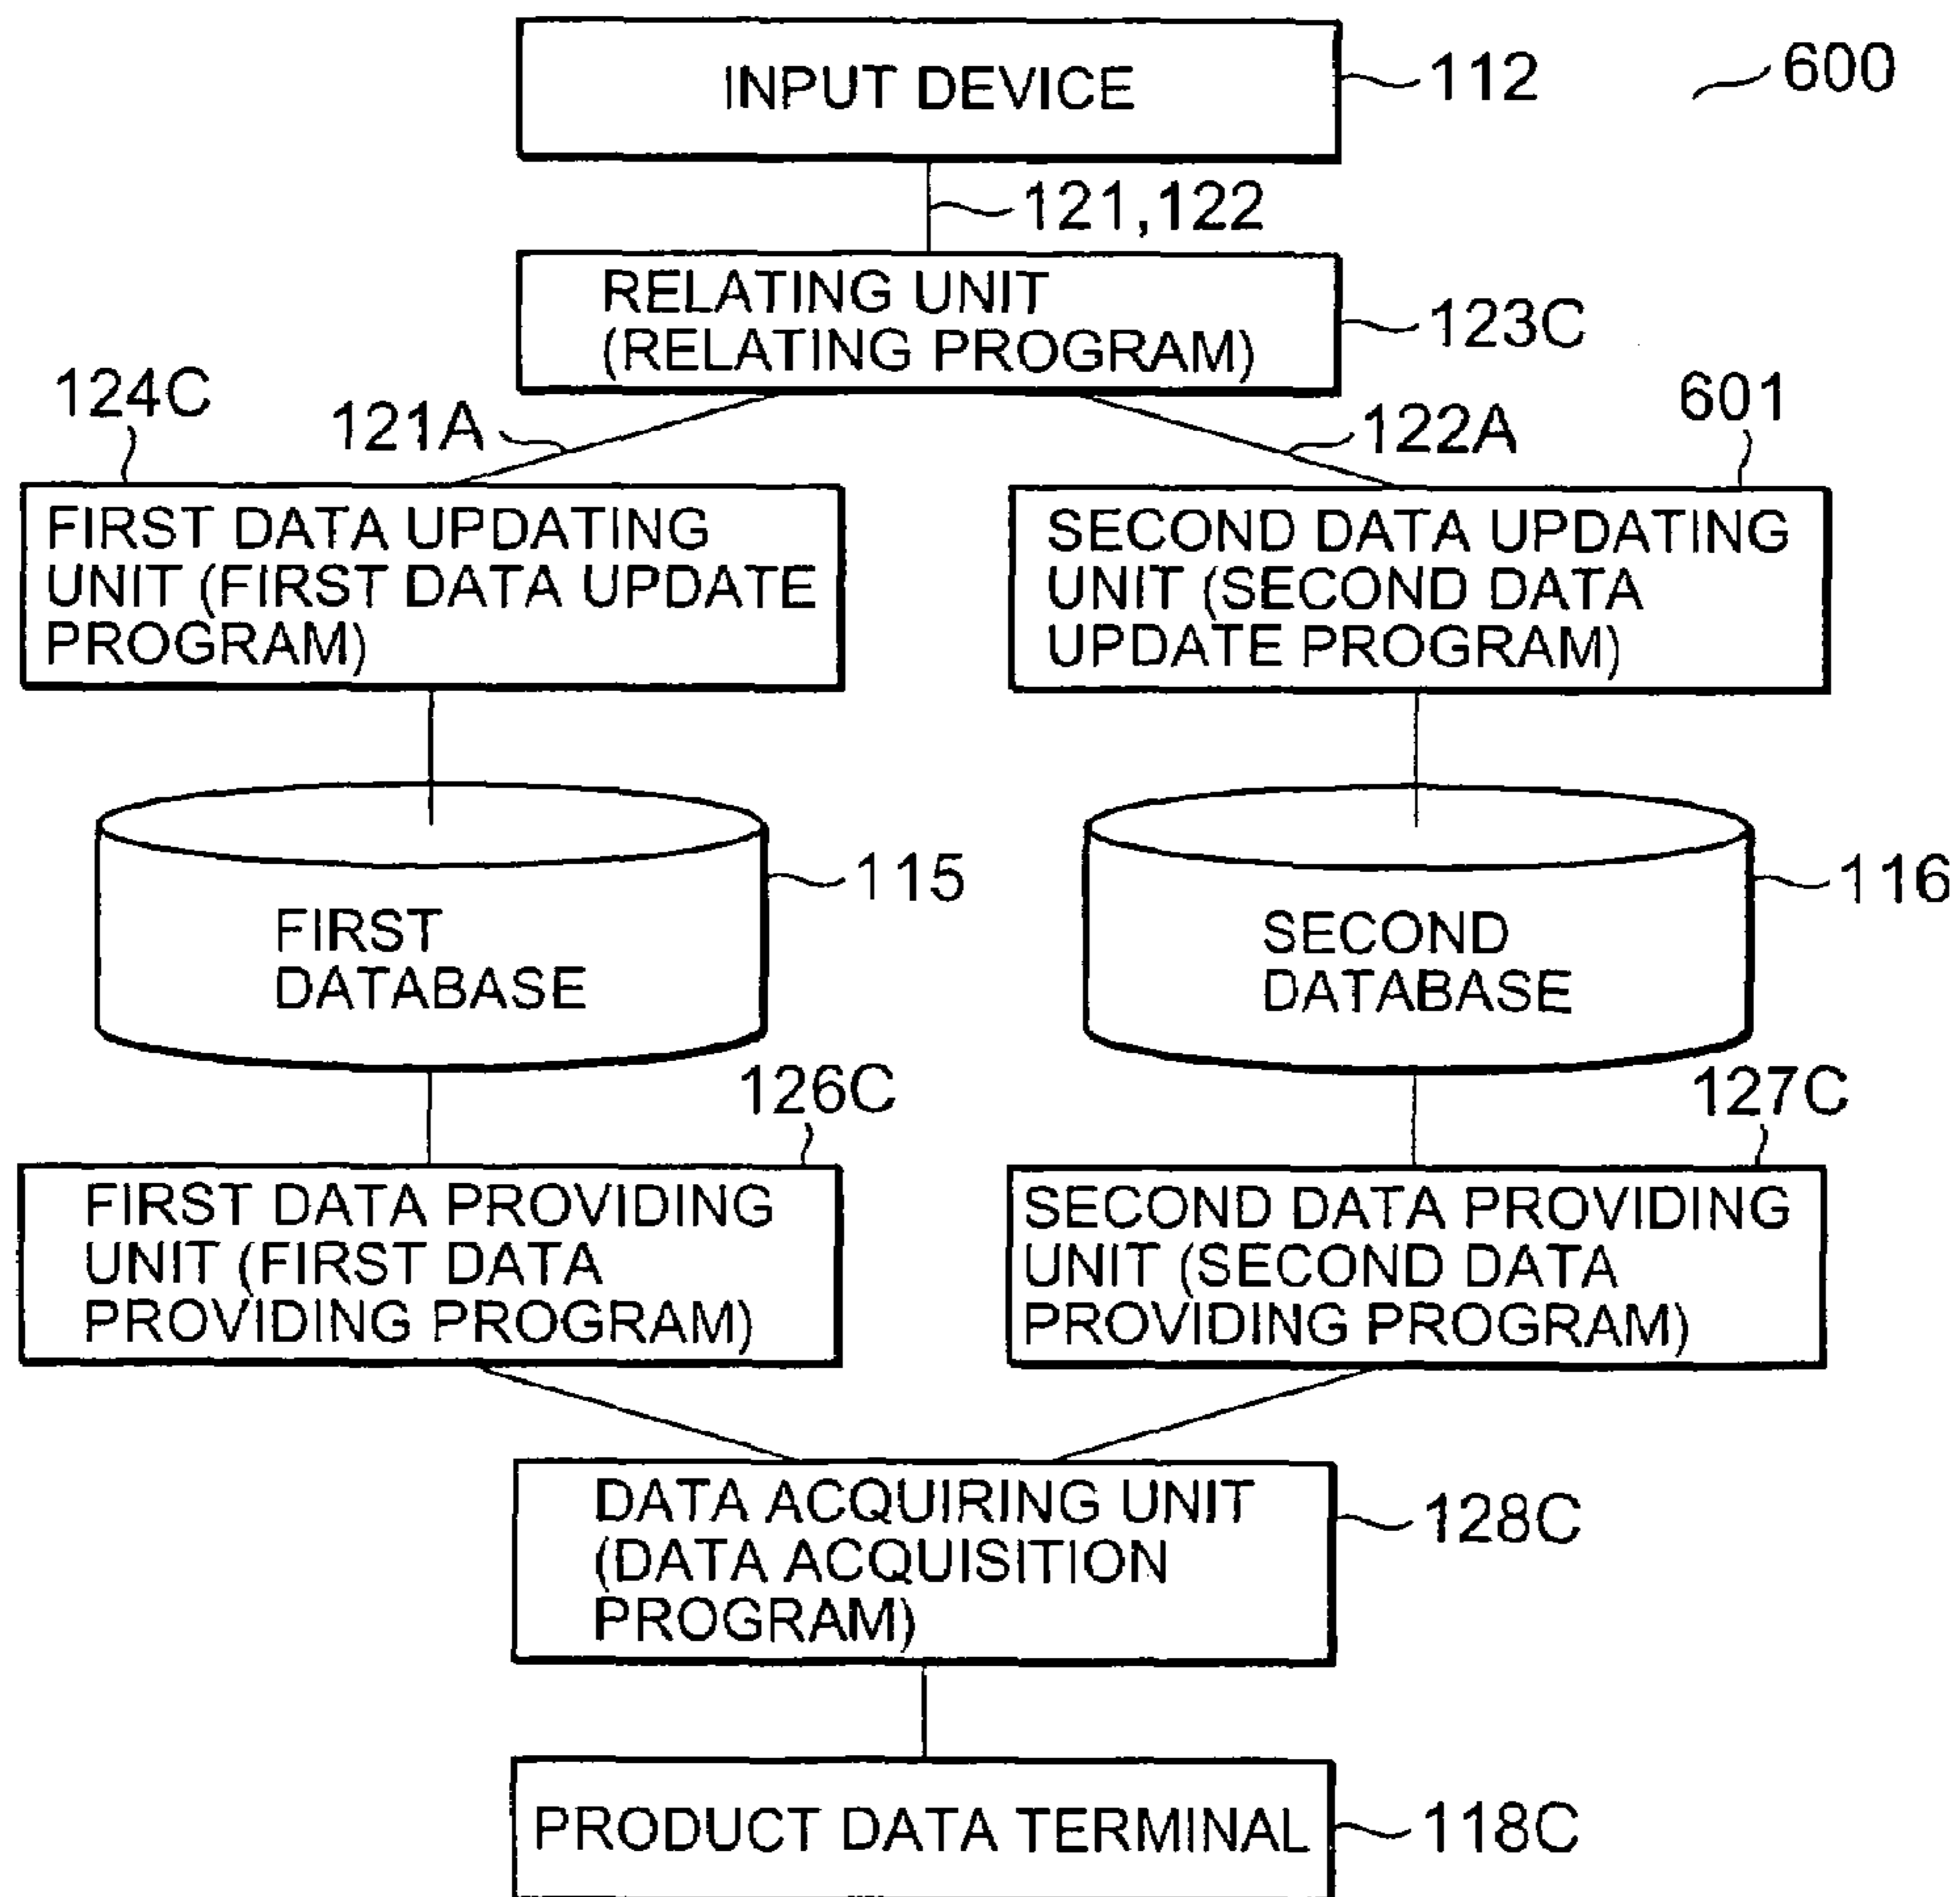 INPUT DEVICE
112
600
121,122
RELATING UNIT
(RELATING PROGRAM)
123C
124C
121A
122A
601
FIRST DATA UPDATING
UNIT (FIRST DATA UPDATE
PROGRAM)
SECOND DATA UPDATING
UNIT (SECOND DATA
UPDATE PROGRAM)
FIRST
DATABASE
115
SECOND
DATABASE
116
126C
127C
FIRST DATA PROVIDING
UNIT (FIRST DATA
PROVIDING PROGRAM)
SECOND DATA PROVIDING
UNIT (SECOND DATA
PROVIDING PROGRAM)
DATA ACQUIRING UNIT
(DATA ACQUISITION
PROGRAM)
128C
PRODUCT DATA TERMINAL
118C